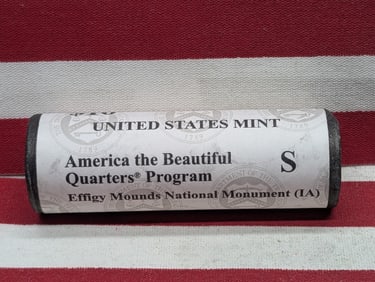 UNITED STATES MINT
America the Beautiful
Quarters® Program
S
Effigy Mounds National Monument (IA)